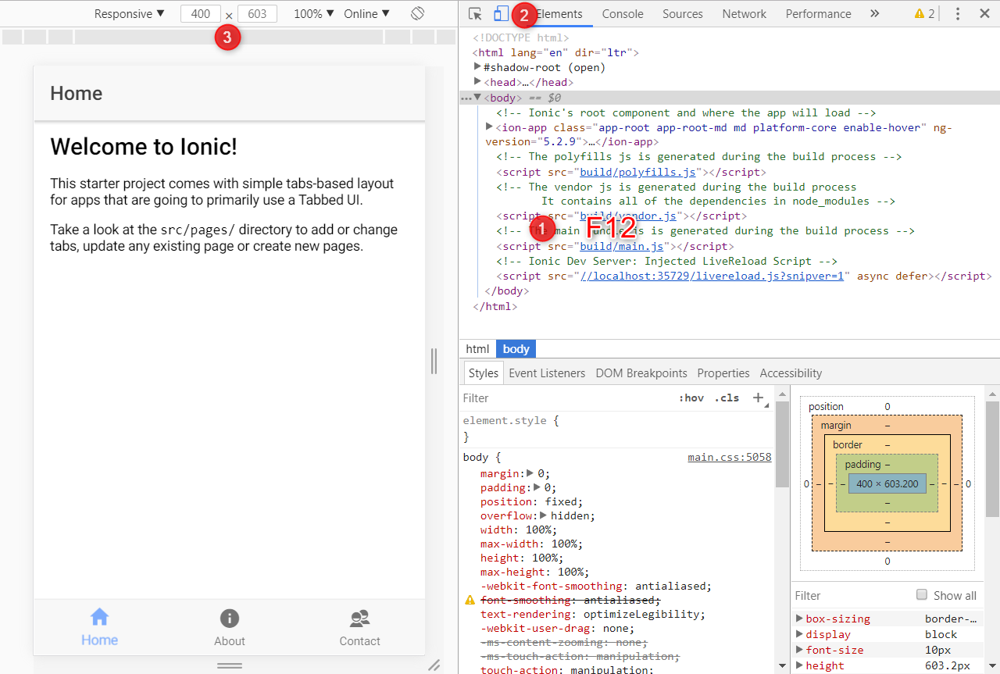 Responsive ▼ 400 × 603 100% ▼ Online ▼
3
Home
Welcome to Ionic!
This starter project comes with simple tabs-based layout
for apps that are going to primarily use a Tabbed UI.
Take a look at the src/pages/ directory to add or change
tabs, update any existing page or create new pages.
Home About Contact
2 Elements Console Sources Network Performance » 2
<!DOCTYPE html>
<html lang="en" dir="ltr">
▶#shadow-root (open)
▶<head>…</head>
…▼<body> == $0
<!-- Ionic's root component and where the app will load -->
▶<ion-app class="app-root app-root-md md platform-core enable-hover" ng-
version="5.2.9">…</ion-app>
<!-- The polyfills js is generated during the build process -->
<script src="build/polyfills.js"></script>
<!-- The vendor js is generated during the build process
It contains all of the dependencies in node_modules -->
<script src="build/vendor.js"></script>
1 F12
<!-- The main bundle js is generated during the build process -->
<script src="build/main.js"></script>
<!-- Ionic Dev Server: Injected LiveReload Script -->
<script src="//localhost:35729/livereload.js?snipver=1" async defer></script>
</body>
</html>
html body
Styles Event Listeners DOM Breakpoints Properties Accessibility
Filter :hov .cls +
element.style {
}
body { main.css:5058
margin:▶ 0;
padding:▶ 0;
position: fixed;
overflow:▶ hidden;
width: 100%;
max-width: 100%;
height: 100%;
max-height: 100%;
-webkit-font-smoothing: antialiased;
font-smoothing: antialiased;
text-rendering: optimizeLegibility;
-webkit-user-drag: none;
-ms-content-zooming: none;
-ms-touch-action: manipulation;
touch-action: manipulation;
position 0
margin –
border –
padding –
0 – – – 400 × 603.200 – – – 0
–
–
–
0
Filter Show all
▶box-sizing border-…
▶display block
▶font-size 10px
▶height 603.2px